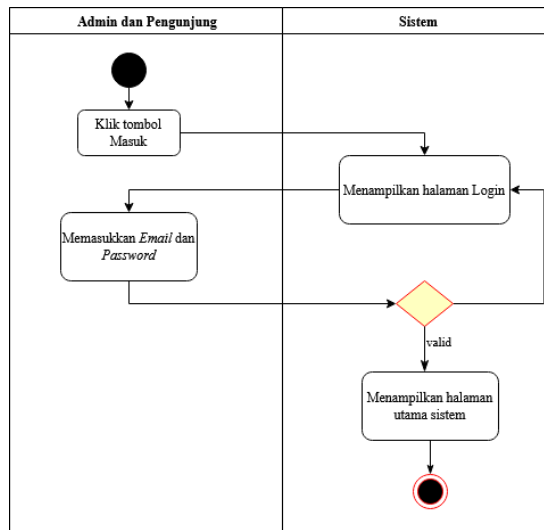 Admin dan Pengunjung
Sistem
Klik tombol
Masuk
Menampilkan halaman Login
Memasukkan Email dan
Password
valid
Menampilkan halaman
utama sistem